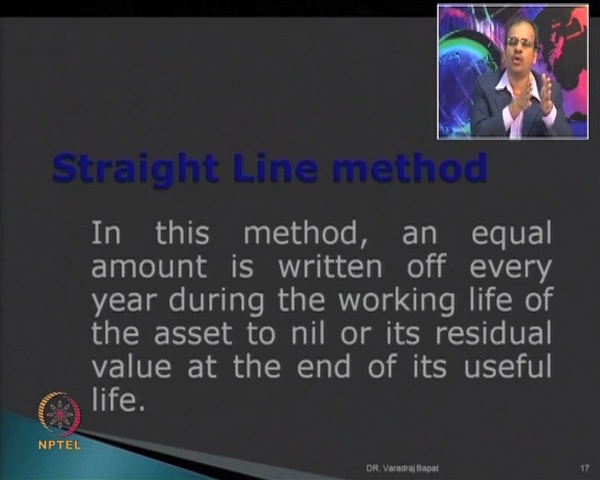 Straight Line method
In this method, an equal
amount is written off every
year during the working life of
the asset to nil or its residual
value at the end of its useful
life.
NPTEL
DR. Varadraj Bapat
17